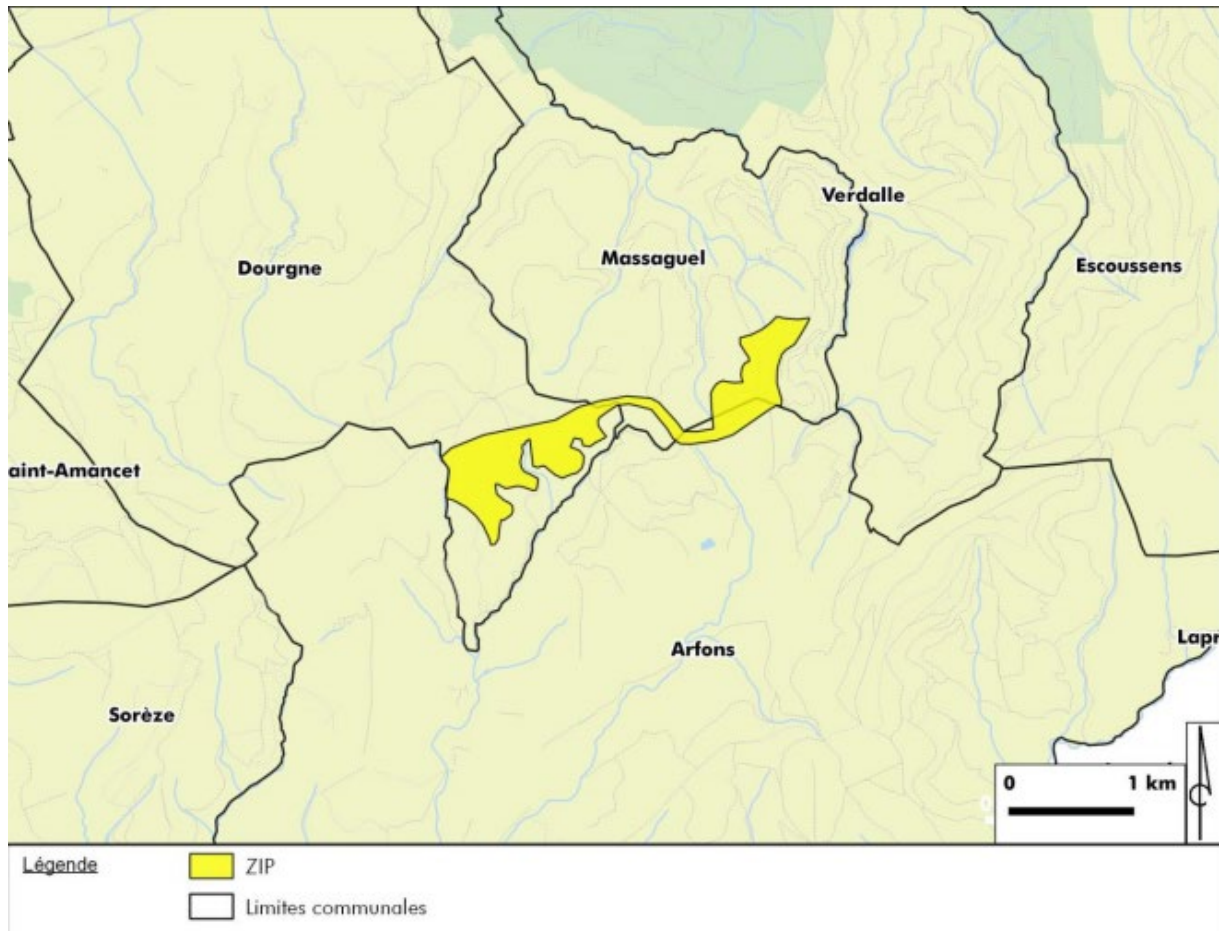 Verdalle
Massaguel
Dourgne
Escoussens
aint-Amancet
Arfons
Lapr
Sorèze
0 1 km
Légende
ZIP
Limites communales